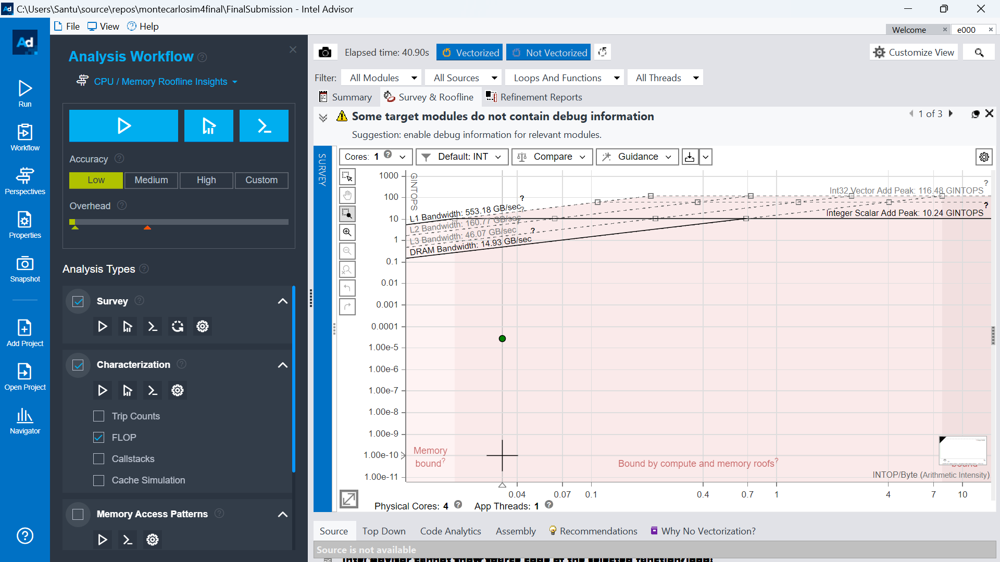 C:\Users\Santu\source\repos\montecarlosim4final\FinalSubmission - Intel Advisor
File View Help
Welcome
e000
Ad
Run
Workflow
Perspectives
Properties
Snapshot
Add Project
Open Project
Navigator
Analysis Workflow
CPU / Memory Roofline Insights
Accuracy
Low Medium High Custom
Overhead
Analysis Types
Survey
Characterization
Trip Counts
FLOP
Callstacks
Cache Simulation
Memory Access Patterns
Elapsed time: 40.90s Vectorized Not Vectorized Customize View
Filter: All Modules All Sources Loops And Functions All Threads
Summary Survey & Roofline Refinement Reports
Some target modules do not contain debug information
1 of 3
Suggestion: enable debug information for relevant modules.
SURVEY
Cores: 1 ? Default: INT Compare Guidance
GINTOPS
1000
100
10
1
0.1
0.01
0.001
0.0001
1.00e-5
1.00e-6
1.00e-7
1.00e-8
1.00e-9
1.00e-10
1.00e-11
Int32 Vector Add Peak: 116.48 GINTOPS
Integer Scalar Add Peak: 10.24 GINTOPS
L1 Bandwidth: 553.18 GB/sec
L2 Bandwidth: 160.77 GB/sec
L3 Bandwidth: 46.07 GB/sec
DRAM Bandwidth: 14.93 GB/sec
Memory
bound?
Bound by compute and memory roofs?
INTOP/Byte (Arithmetic Intensity)
0.04 0.07 0.1 0.4 0.7 1 4 7 10
Physical Cores: 4 ? App Threads: 1 ?
Source Top Down Code Analytics Assembly Recommendations Why No Vectorization?
Source is not available